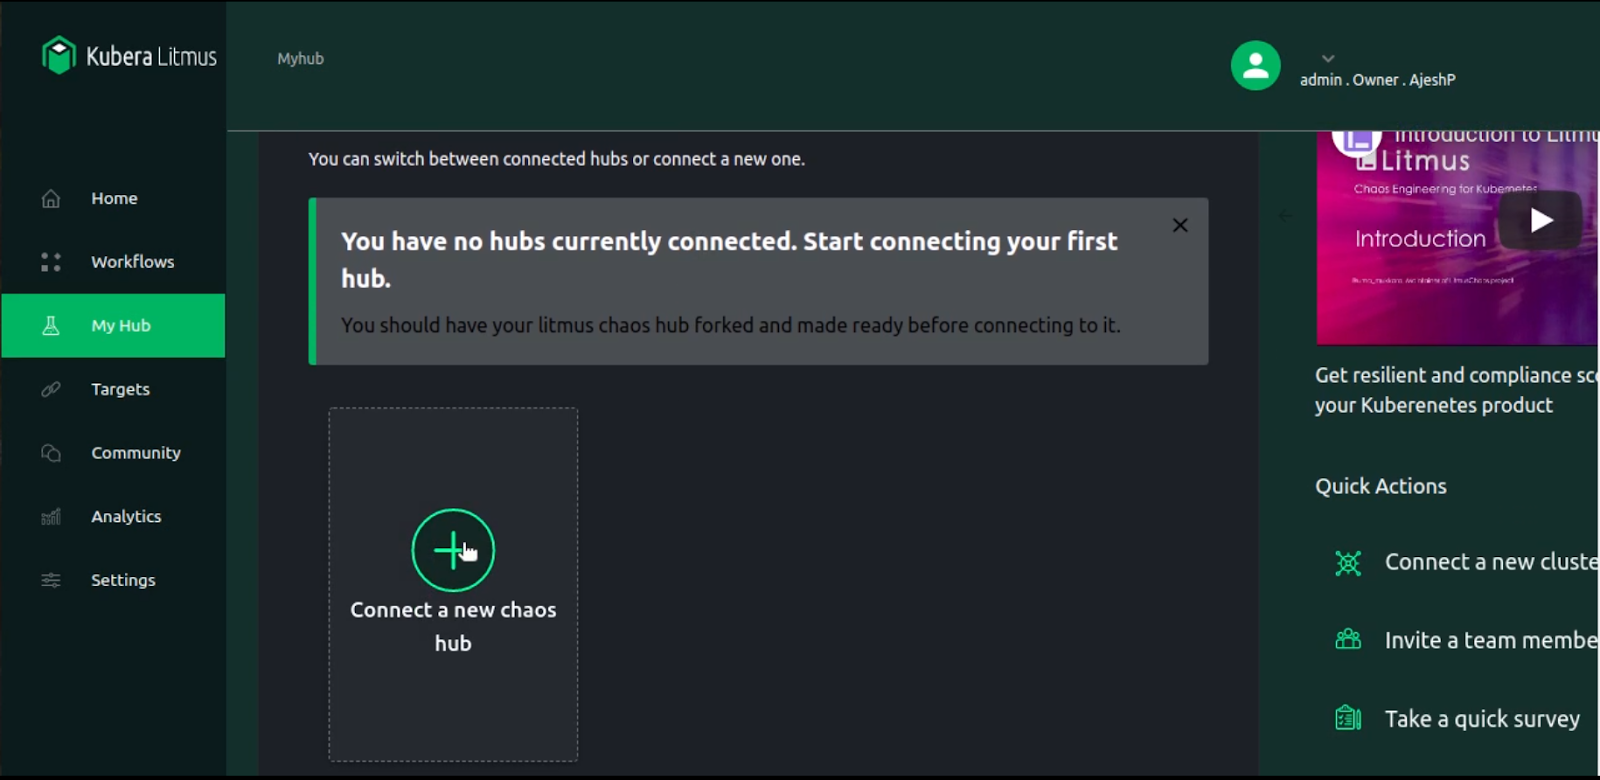 Kubera Litmus
Myhub
admin . Owner . AjeshP
Home
Workflows
My Hub
Targets
Community
Analytics
Settings
You can switch between connected hubs or connect a new one.
You have no hubs currently connected. Start connecting your first
hub.
You should have your litmus chaos hub forked and made ready before connecting to it.
Connect a new chaos
hub
Introduction to Litmu
Litmus
Chaos Engineering for Kubernetes
Introduction
Get resilient and compliance sce
your Kuberenetes product
Quick Actions
Connect a new cluste
Invite a team membe
Take a quick survey